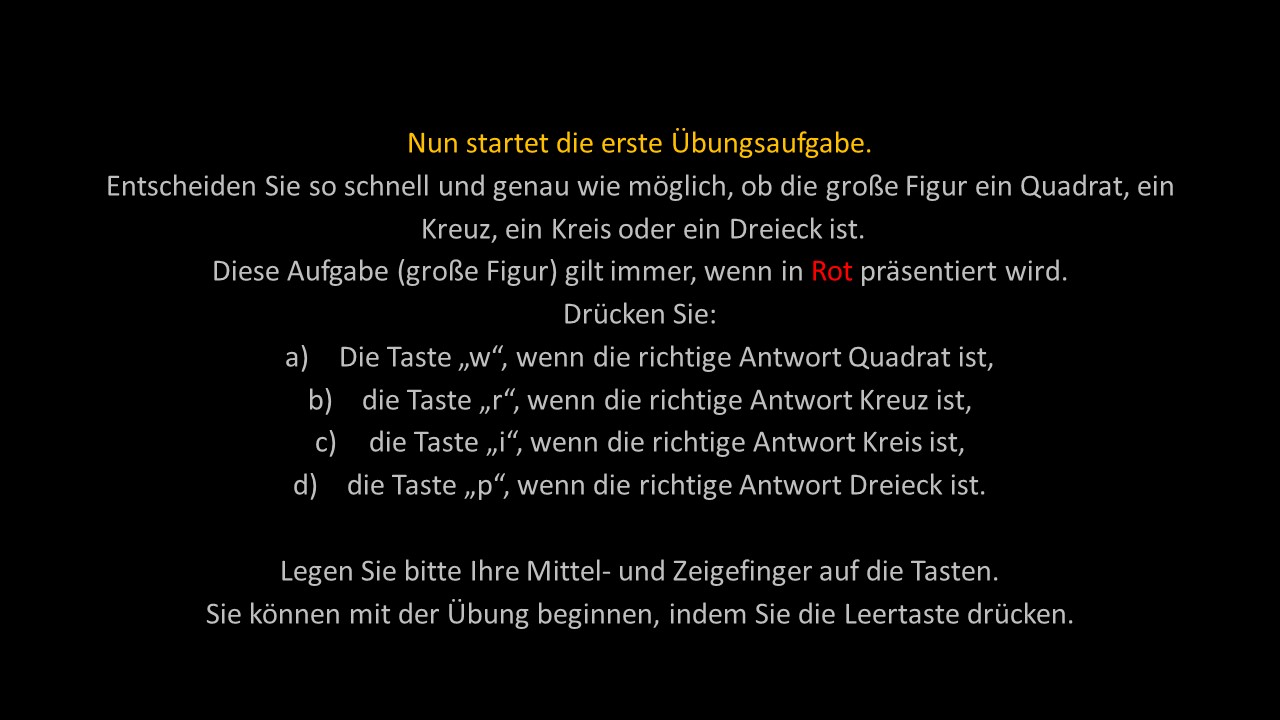 Nun startet die erste Übungsaufgabe.
Entscheiden Sie so schnell und genau wie möglich, ob die große Figur ein Quadrat, ein
Kreuz, ein Kreis oder ein Dreieck ist.
Diese Aufgabe (große Figur) gilt immer, wenn in Rot präsentiert wird.
Drücken Sie:
a) Die Taste „w“, wenn die richtige Antwort Quadrat ist,
b) die Taste „r“, wenn die richtige Antwort Kreuz ist,
c) die Taste „i“, wenn die richtige Antwort Kreis ist,
d) die Taste „p“, wenn die richtige Antwort Dreieck ist.
Legen Sie bitte Ihre Mittel- und Zeigefinger auf die Tasten.
Sie können mit der Übung beginnen, indem Sie die Leertaste drücken.